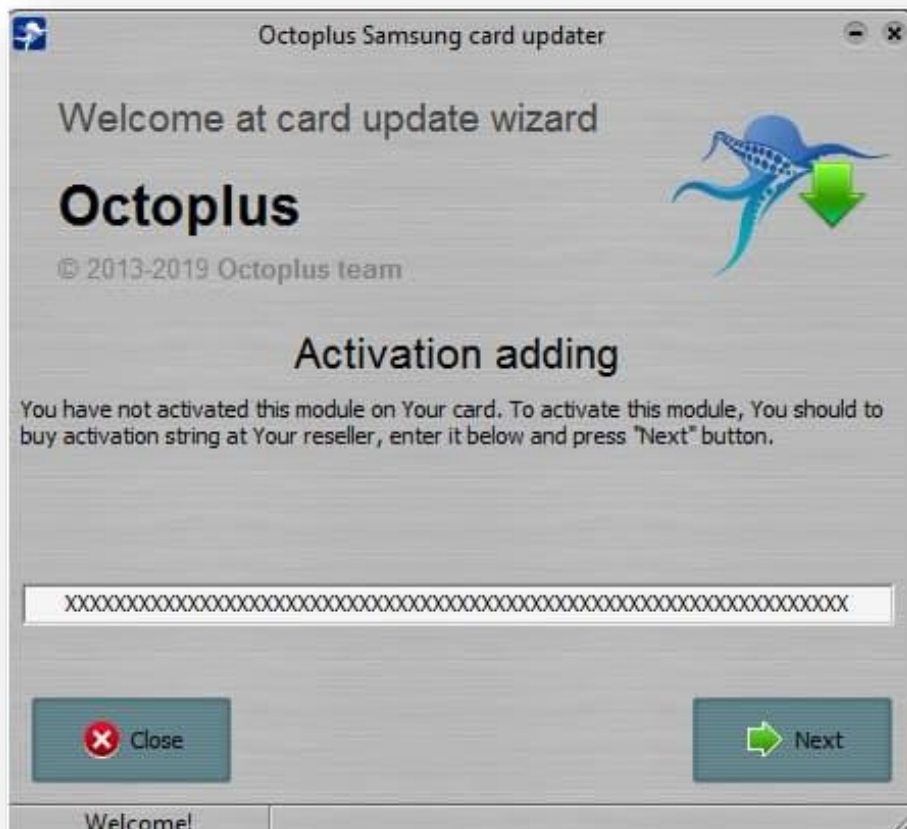 Octoplus Samsung card updater
Welcome at card update wizard
Octoplus
© 2013-2019 Octoplus team
Activation adding
You have not activated this module on Your card. To activate this module, You should to
buy activation string at Your reseller, enter it below and press "Next" button.
XXXXXXXXXXXXXXXXXXXXXXXXXXXXXXXXXXXXXXXXXXXXXXXXXXXXXXXXXXXXXXXX
Close
Next
Welcome!